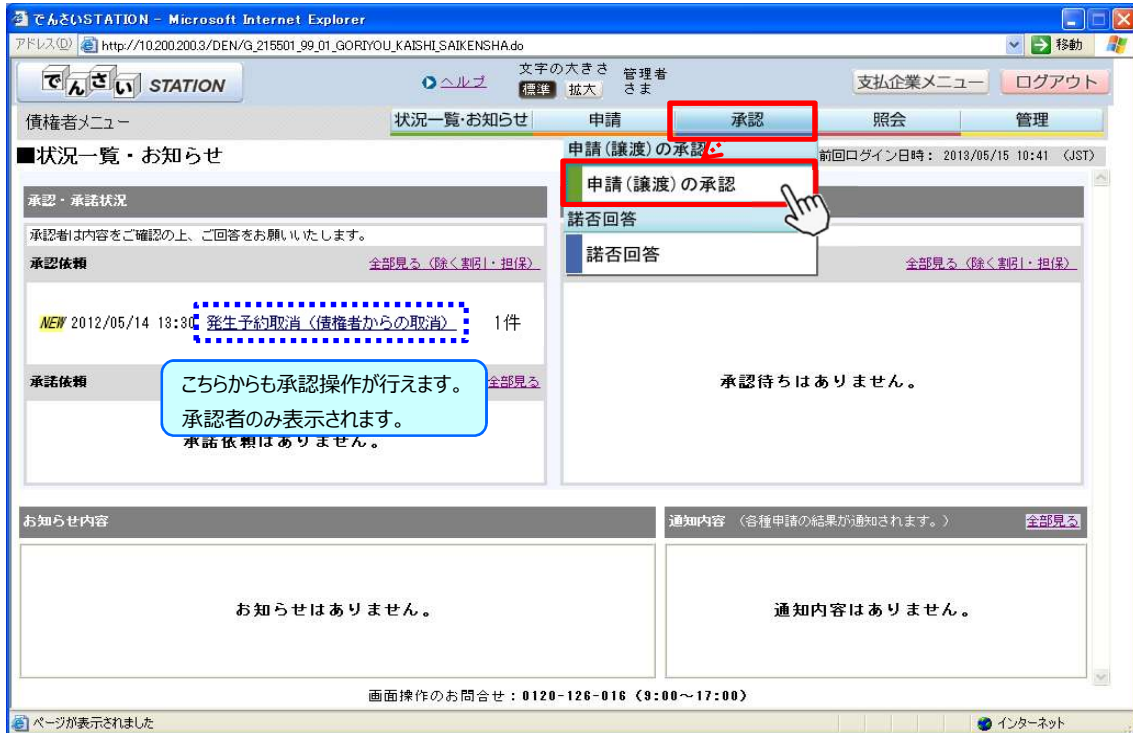 でんさいSTATION - Microsoft Internet Explorer
アドレス(D) http://10.200.200.3/DEN/G_215501_99_01_GORIYOU_KAISHI_SAIKENSHA.do 移動
でんさい STATION
ヘルプ
文字の大きさ
標準 拡大
管理者
さま
支払企業メニュー
ログアウト
債権者メニュー
状況一覧・お知らせ
申請
承認
照会
管理
■状況一覧・お知らせ
前回ログイン日時: 2013/05/15 10:41 (JST)
申請(譲渡)の承認
申請(譲渡)の承認
諾否回答
諾否回答
承認・承諾状況
承認者は内容をご確認の上、ご回答をお願いいたします。
承認依頼
全部見る(除く割引・担保)
全部見る(除く割引・担保)
NEW 2012/05/14 13:30 発生予約取消(債権者からの取消) 1件
承諾依頼
全部見る
こちらからも承認操作が行えます。
承認者のみ表示されます。
承諾依頼はありません。
承認待ちはありません。
お知らせ内容
通知内容 (各種申請の結果が通知されます。) 全部見る
お知らせはありません。
通知内容はありません。
画面操作のお問合せ:0120-126-016(9:00~17:00)
ページが表示されました
インターネット